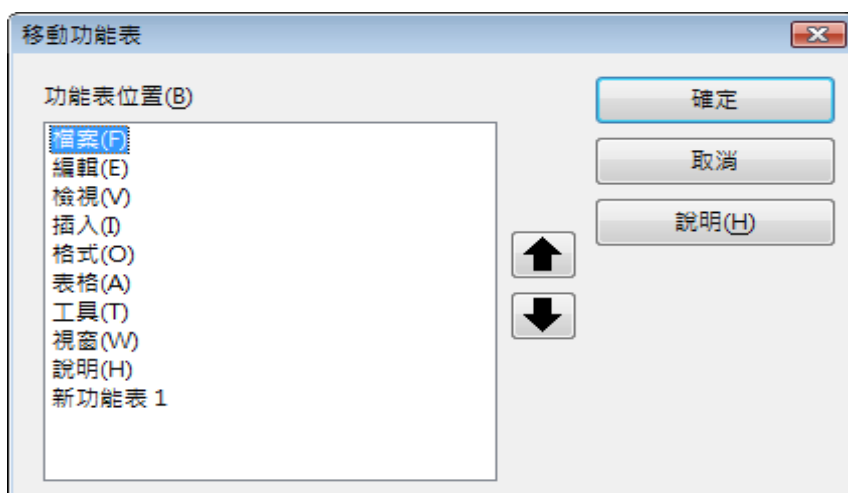 移動功能表
功能表位置(B)
檔案(F)
編輯(E)
檢視(V)
插入(I)
格式(O)
表格(A)
工具(T)
視窗(W)
說明(H)
新功能表 1
確定
取消
說明(H)